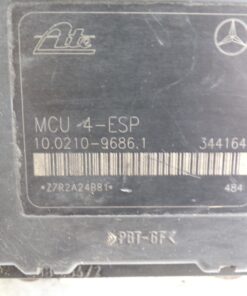 Ate
MCU 4-ESP
10.0210-9686.1 344164
*Z7R2A24881* 484
>PBT-GF<